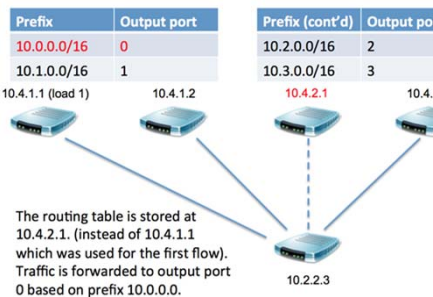 Prefix Output port
10.0.0.0/16 0
10.1.0.0/16 1
Prefix (cont'd) Output
10.2.0.0/16 2
10.3.0.0/16 3
10.4.1.1 (load 1) 10.4.1.2 10.4.2.1
The routing table is stored at
10.4.2.1. (instead of 10.4.1.1
which was used for the first flow).
Traffic is forwarded to output port
0 based on prefix 10.0.0.0.
10.2.2.3